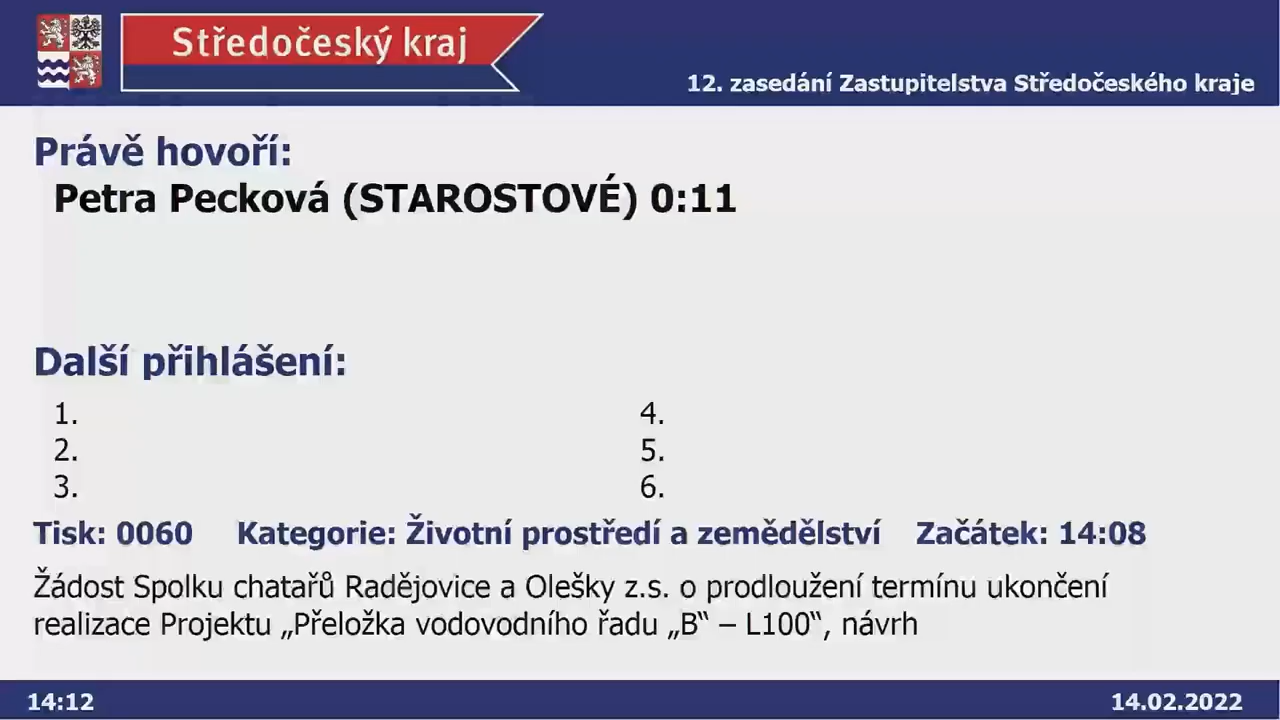 Středočeský kraj
12. zasedání Zastupitelstva Středočeského kraje
Právě hovoří:
Petra Pecková (STAROSTOVÉ) 0:11
Další přihlášení:
1. 4.
2. 5.
3. 6.
Tisk: 0060 Kategorie: Životní prostředí a zemědělství Začátek: 14:08
Žádost Spolku chatařů Radějovice a Olešky z.s. o prodloužení termínu ukončení
realizace Projektu „Přeložka vodovodního řadu „B“ – L100“, návrh
14:12 14.02.2022